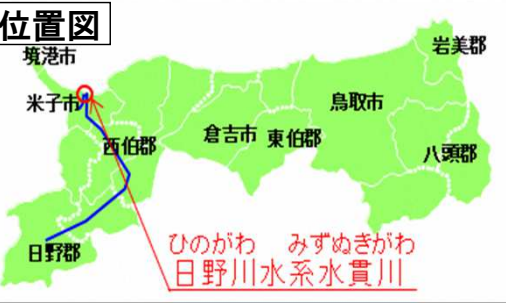 位置図
境港市
岩美郡
米子市
鳥取市
西伯郡
倉吉市
東伯郡
八頭郡
日野郡
ひのがわ みずぬきがわ
日野川水系水貫川